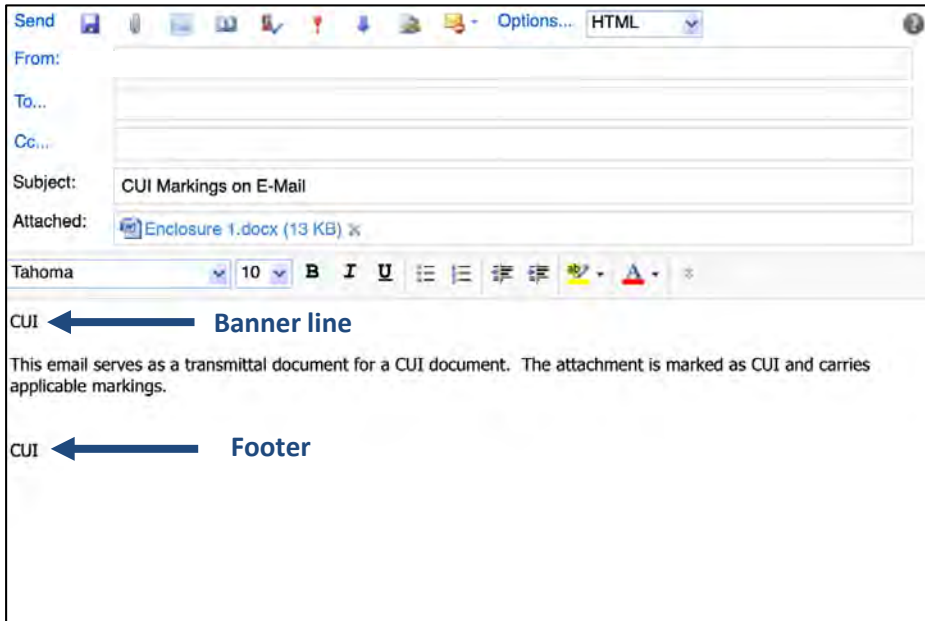 Send Options... HTML
From:
To...
Cc...
Subject: CUI Markings on E-Mail
Attached: Enclosure 1.docx (13 KB)
Tahoma 10 B I U A
CUI Banner line
This email serves as a transmittal document for a CUI document. The attachment is marked as CUI and carries
applicable markings.
CUI Footer